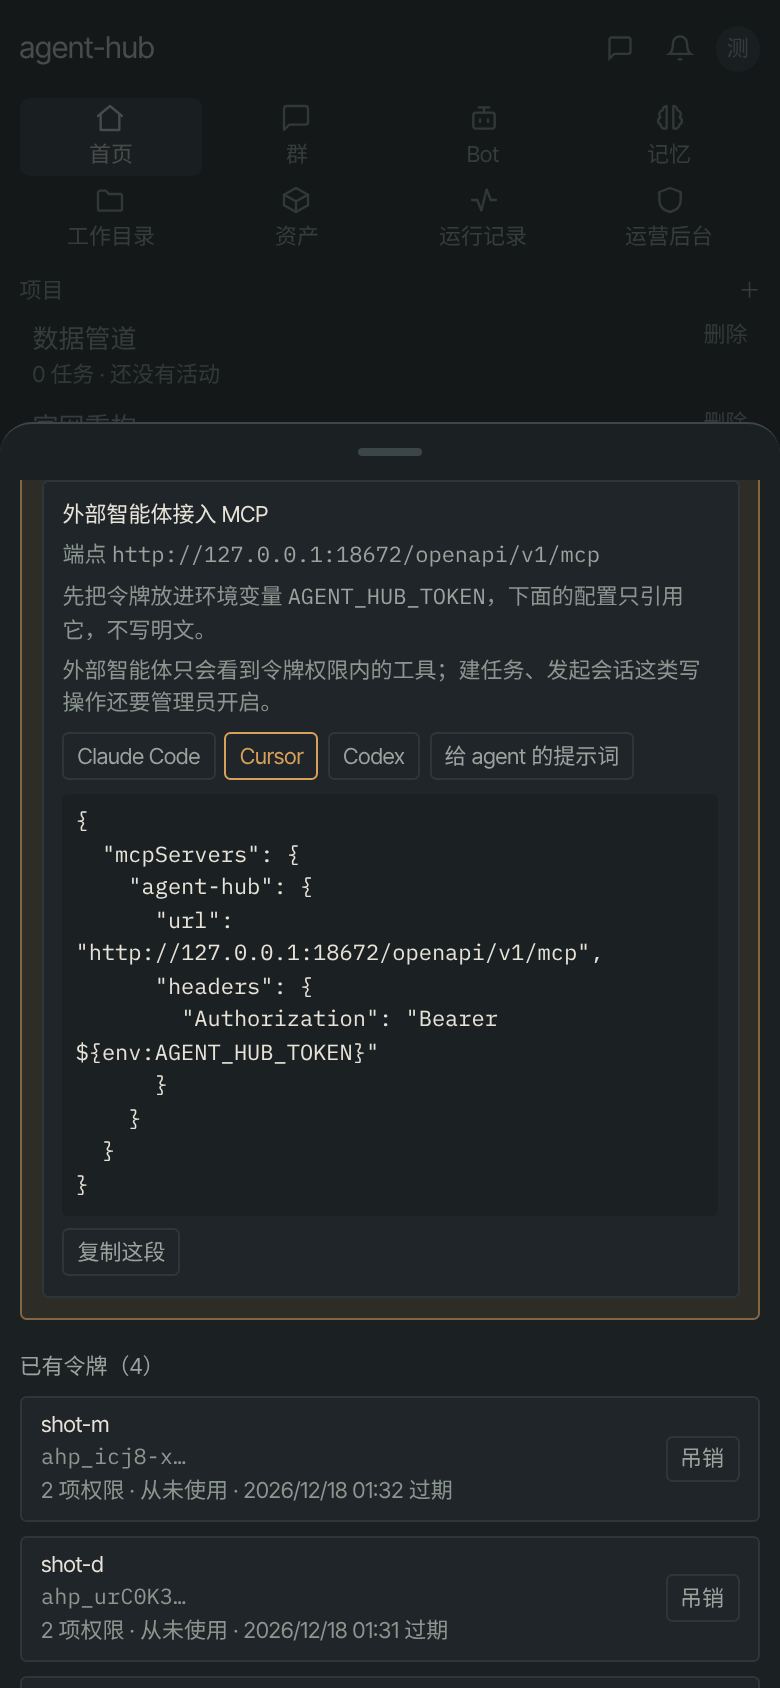 agent-hub
测
首页
群
Bot
记忆
工作目录
资产
运行记录
运营后台
项目
数据管道
删除
0 任务 · 还没有活动
删除
外部智能体接入 MCP
端点 http://127.0.0.1:18672/openapi/v1/mcp
先把令牌放进环境变量 AGENT_HUB_TOKEN，下面的配置只引用
它，不写明文。
外部智能体只会看到令牌权限内的工具；建任务、发起会话这类写
操作还要管理员开启。
Claude Code
Cursor
Codex
给 agent 的提示词
{
  "mcpServers": {
    "agent-hub": {
      "url":
"http://127.0.0.1:18672/openapi/v1/mcp",
      "headers": {
        "Authorization": "Bearer
${env:AGENT_HUB_TOKEN}"
      }
    }
  }
}
复制这段
已有令牌（4）
shot-m
ahp_icj8-x…
2 项权限 · 从未使用 · 2026/12/18 01:32 过期
吊销
shot-d
ahp_urC0K3…
2 项权限 · 从未使用 · 2026/12/18 01:31 过期
吊销